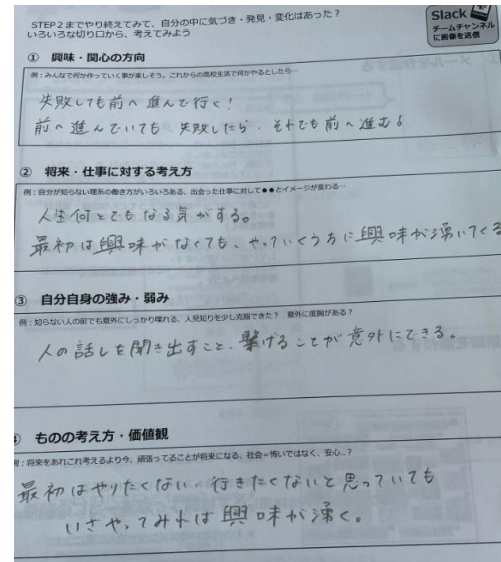 STEP2までやり終えてみて、自分の中に気づき・発見・変化はあった?
いろいろな切り口から、考えてみよう
Slack
チームチャンネル
に画像を送信
① 興味・関心の方向
例:みんなで何か作っていく事が楽しそう。これからの高校生活で何かやるとしたら…
失敗しても前へ進んで行く!
前へ進んでいても、失敗したら、それでも前へ進む。
② 将来・仕事に対する考え方
例:自分が知らない理系の働き方がいろいろある、出会った仕事に対して●●とイメージが変わる…
人生何とでもなる気がする。
最初は興味がなくても、やっていくうちに興味が湧いてくる
③ 自分自身の強み・弱み
例:知らない人の前でも意外にしっかり喋れる、人見知りを少し克服できた? 意外に度胸がある?
人の話しを聞き出すこと、繋げることが意外にできる。
ものの考え方・価値観
例:将来をあれこれ考えるより今、頑張ってることが将来になる、社会=怖いではなく、安心…?
最初はやりたくない、行きたくないと思っていても
いざやってみれば興味が湧く。